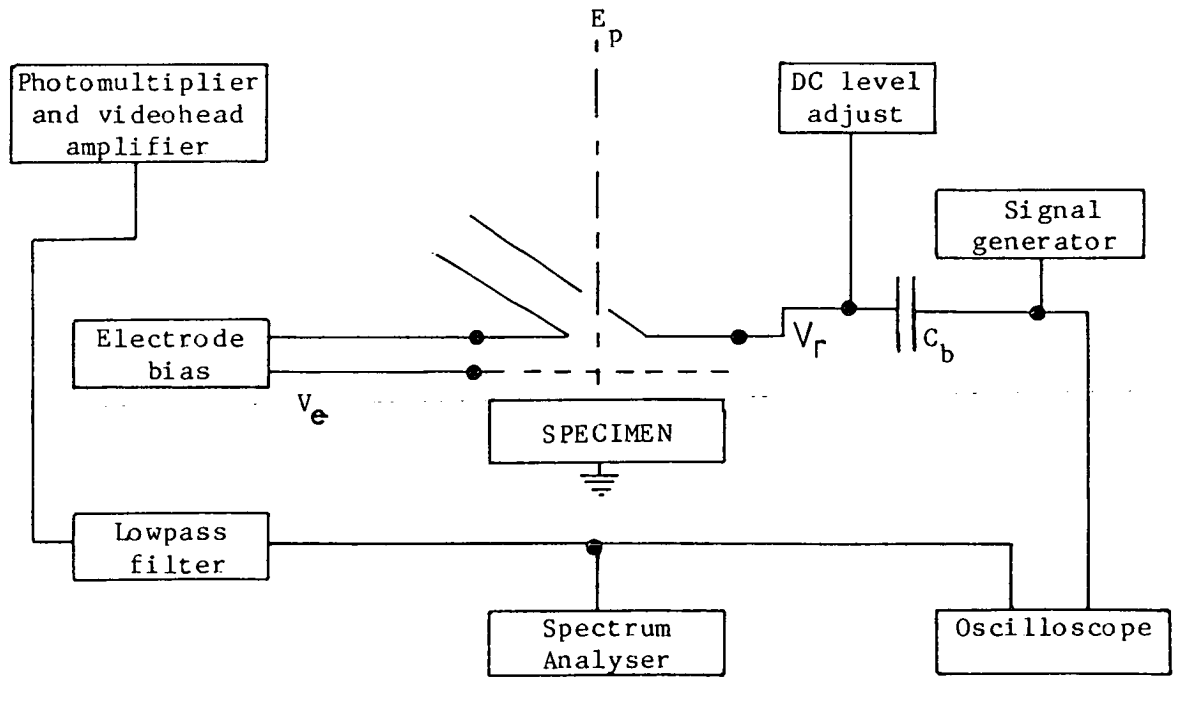 E
p
Photomultiplier
and videohead
amplifier
DC level
adjust
Signal
generator
Electrode
bias
V
r
C
b
V
e
SPECIMEN
Lowpass
filter
Spectrum
Analyser
Oscilloscope